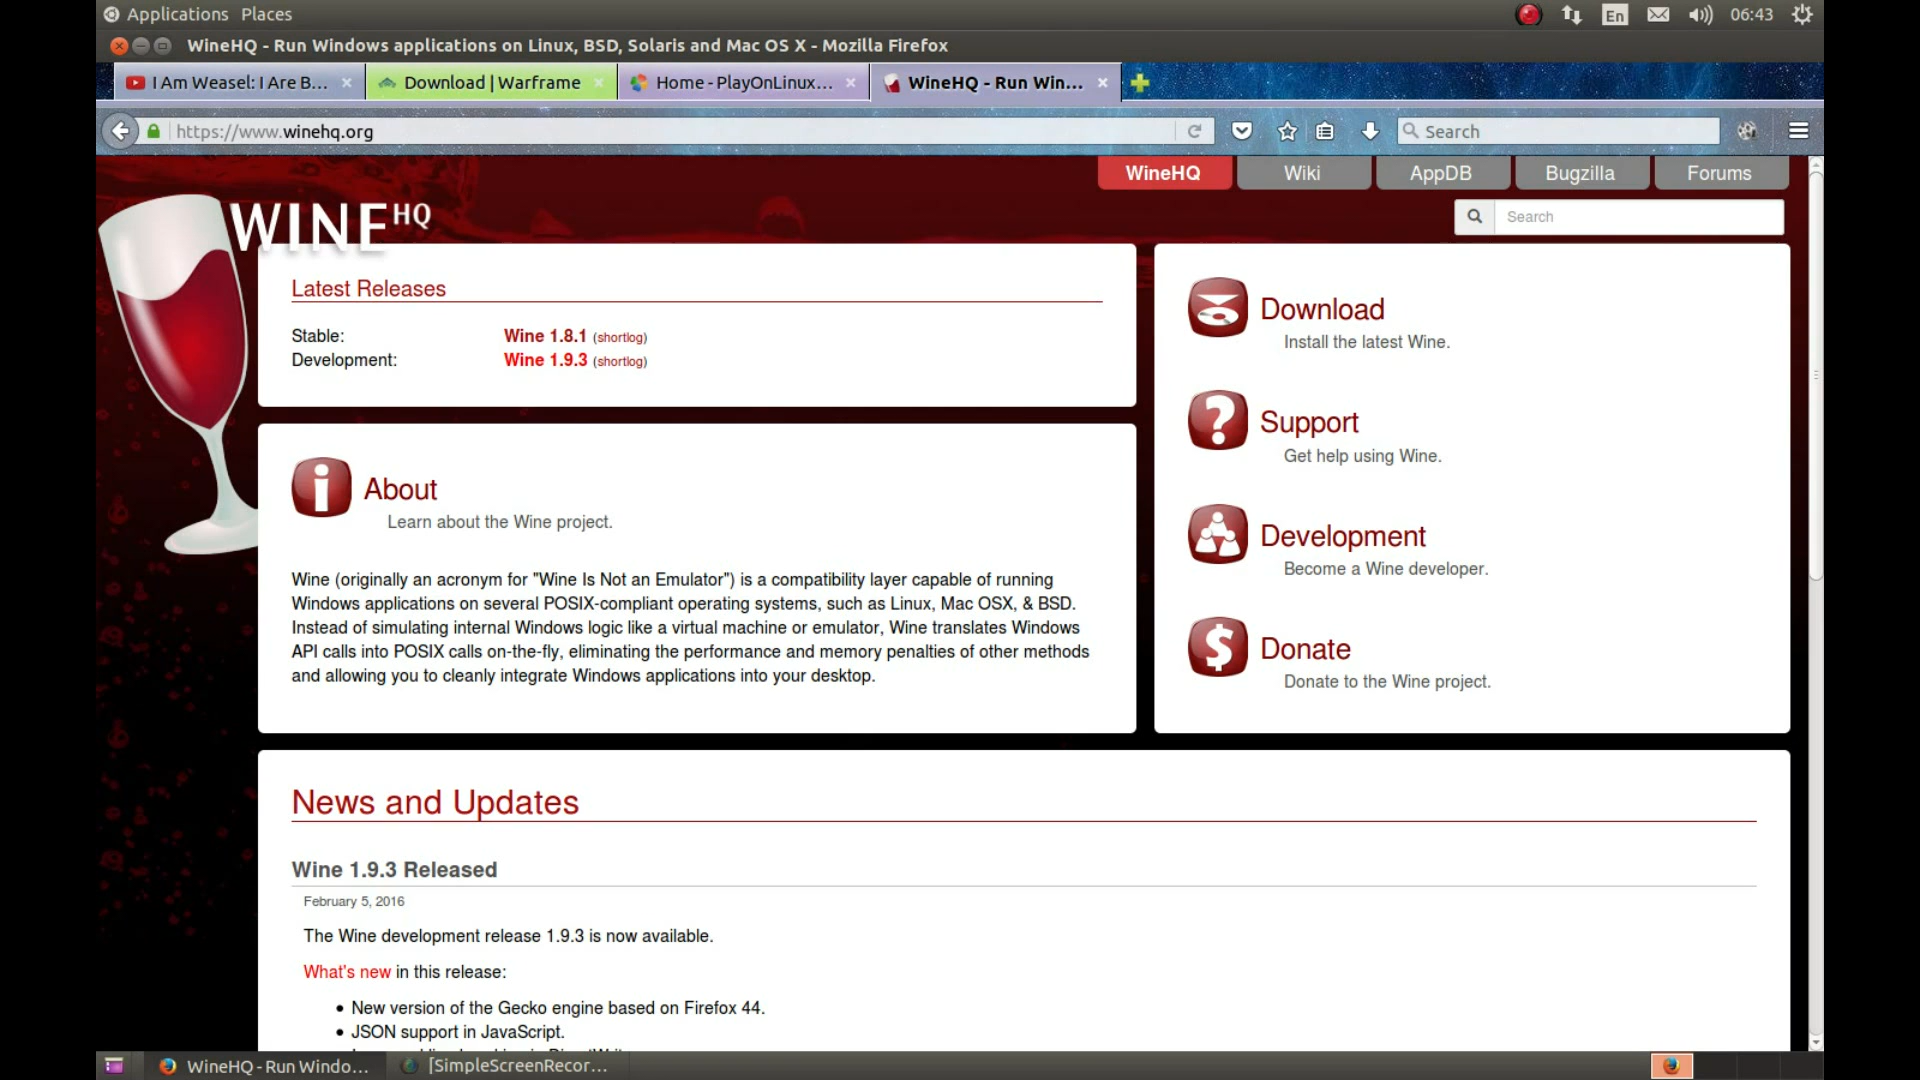 Applications Places
En 06:43
WineHQ - Run Windows applications on Linux, BSD, Solaris and Mac OS X - Mozilla Firefox
I Am Weasel: I Are B... Download | Warframe Home - PlayOnLinux... WineHQ - Run Win...
https://www.winehq.org Search
WineHQ Wiki AppDB Bugzilla Forums
WINEHQ
Search
Latest Releases
Stable: Wine 1.8.1 (shortlog)
Development: Wine 1.9.3 (shortlog)
Download
Install the latest Wine.
Support
Get help using Wine.
Development
Become a Wine developer.
Donate
Donate to the Wine project.
About
Learn about the Wine project.
Wine (originally an acronym for "Wine Is Not an Emulator") is a compatibility layer capable of running
Windows applications on several POSIX-compliant operating systems, such as Linux, Mac OSX, & BSD.
Instead of simulating internal Windows logic like a virtual machine or emulator, Wine translates Windows
API calls into POSIX calls on-the-fly, eliminating the performance and memory penalties of other methods
and allowing you to cleanly integrate Windows applications into your desktop.
News and Updates
Wine 1.9.3 Released
February 5, 2016
The Wine development release 1.9.3 is now available.
What's new in this release:
• New version of the Gecko engine based on Firefox 44.
• JSON support in JavaScript.
WineHQ - Run Windo... [SimpleScreenRecor...